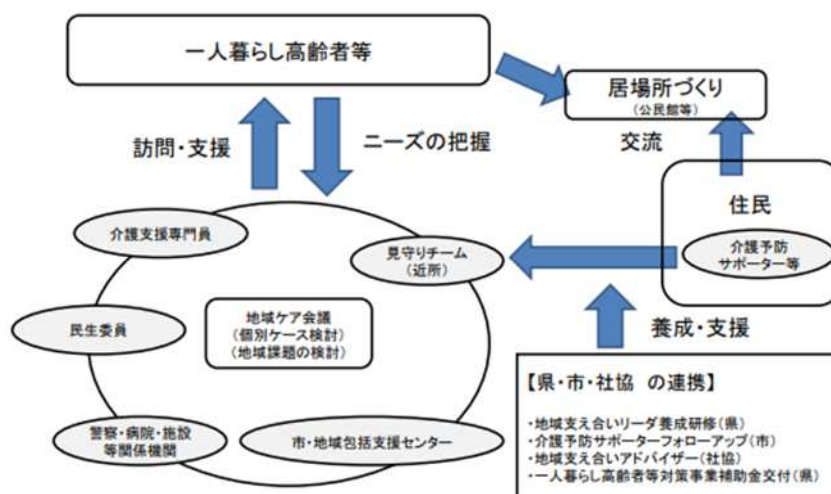 一人暮らし高齢者等
居場所づくり
(公民館等)
訪問・支援
ニーズの把握
交流
住民
介護支援専門員
見守りチーム
(近所)
介護予防
サポーター等
民生委員
地域ケア会議
(個別ケース検討)
(地域課題の検討)
養成・支援
警察・病院・施設
等関係機関
市・地域包括支援センター
【県・市・社協 の連携】
・地域支え合いリーダ養成研修(県)
・介護予防サポーターフォローアップ(市)
・地域支え合いアドバイザー(社協)
・一人暮らし高齢者等対策事業補助金交付(県)